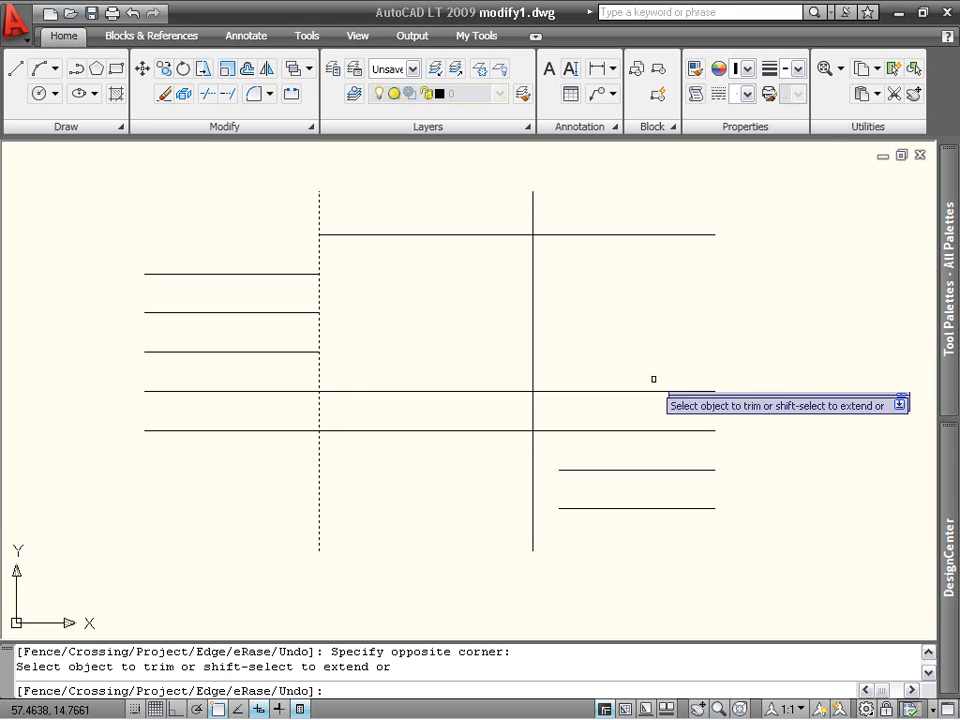 AutoCAD LT 2009 modify1.dwg
Type a keyword or phrase
Home Blocks & References Annotate Tools Output View My Tools
Unsave
0
Draw Modify Layers Annotation Block Properties Utilities
Select object to trim or shift-select to extend or
Tool Palettes - All Palettes
DesignCenter
Y
X
[Fence/Crossing/Project/Edge/eRase/Undo]: Specify opposite corner:
Select object to trim or shift-select to extend or
[Fence/Crossing/Project/Edge/eRase/Undo]:
57.4638, 14.7661
1:1